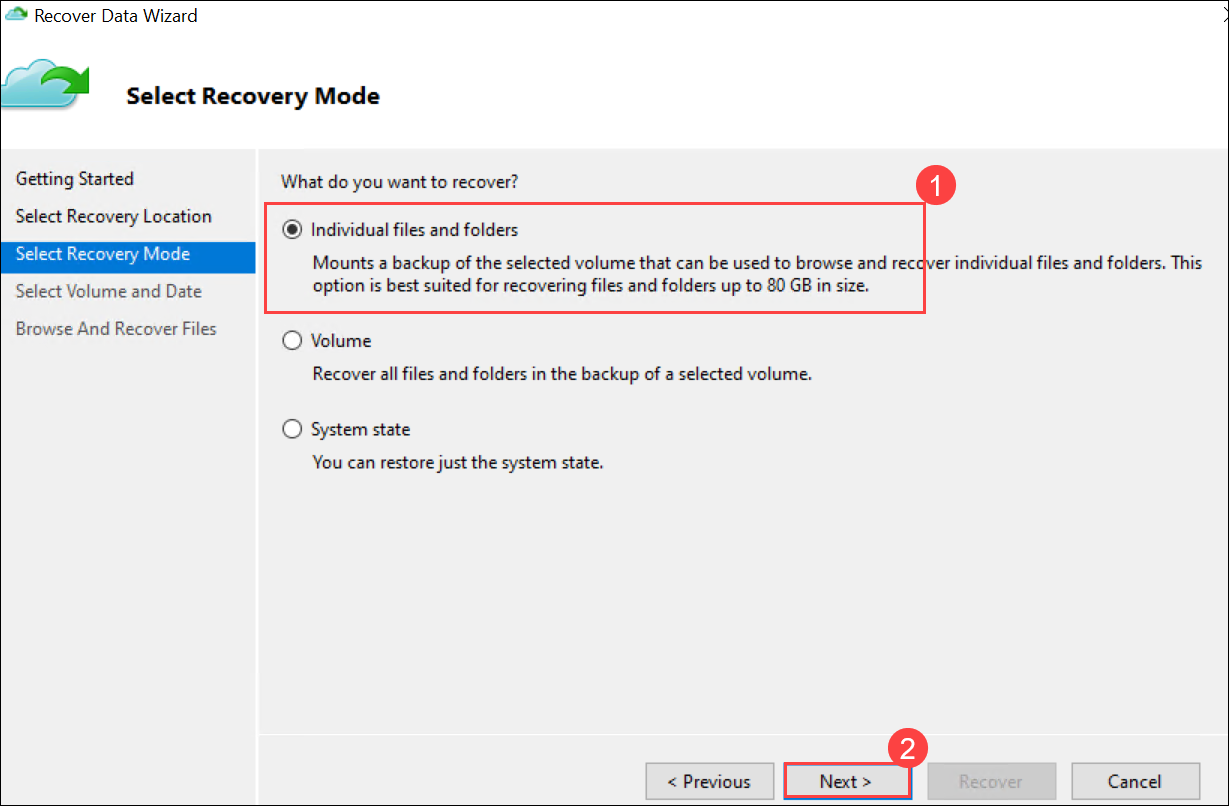 Recover Data Wizard
Select Recovery Mode
Getting Started
Select Recovery Location
Select Recovery Mode
Select Volume and Date
Browse And Recover Files
What do you want to recover?
1
Individual files and folders
Mounts a backup of the selected volume that can be used to browse and recover individual files and folders. This
option is best suited for recovering files and folders up to 80 GB in size.
Volume
Recover all files and folders in the backup of a selected volume.
System state
You can restore just the system state.
2
< Previous
Next >
Recover
Cancel